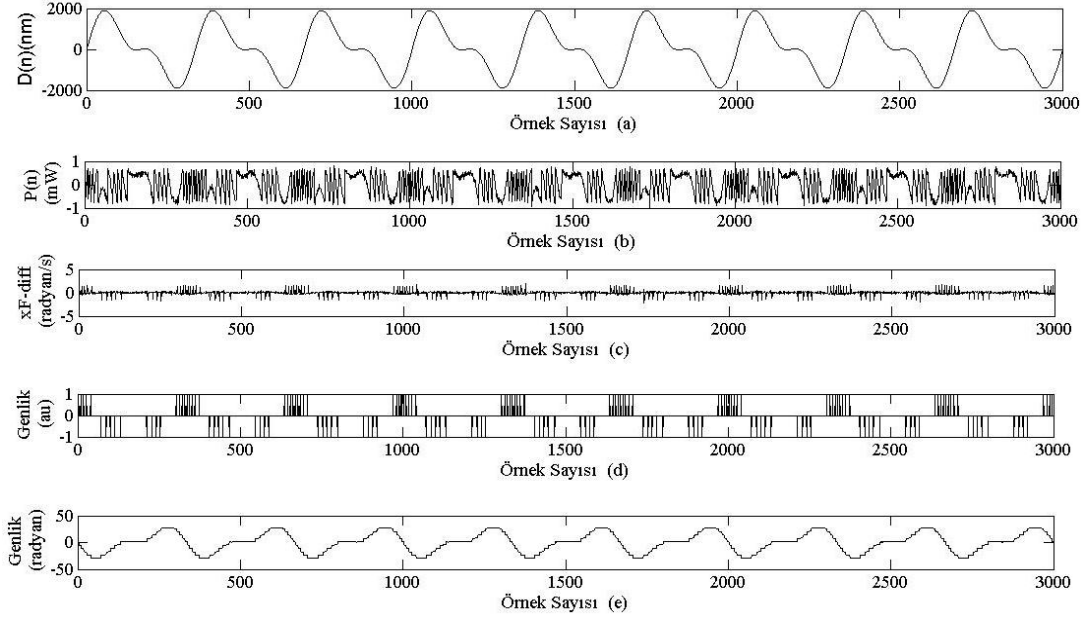 D(n)(nm)
2000
0
-2000
0 500 1000 1500 2000 2500 3000
Örnek Sayısı (a)
P(n)
(mW)
1
0
-1
0 500 1000 1500 2000 2500 3000
Örnek Sayısı (b)
xF-diff
(radyan/s)
5
0
-5
0 500 1000 1500 2000 2500 3000
Örnek Sayısı (c)
Genlik
(au)
1
0
-1
0 500 1000 1500 2000 2500 3000
Örnek Sayısı (d)
Genlik
(radyan)
50
0
-50
0 500 1000 1500 2000 2500 3000
Örnek Sayısı (e)